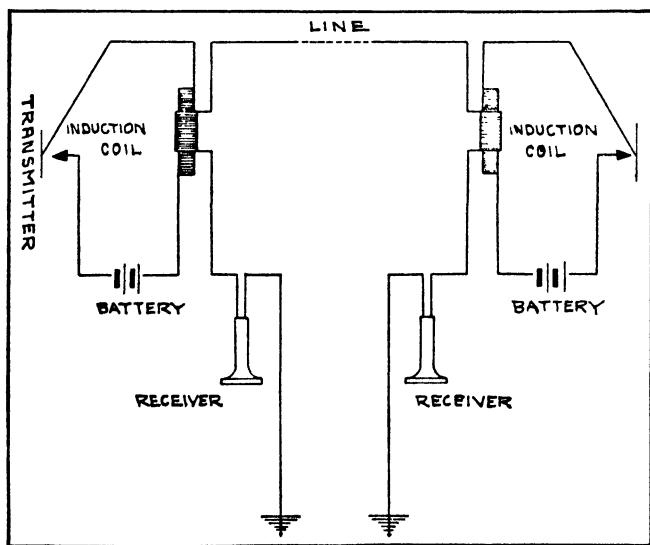 LINE
TRANSMITTER
INDUCTION
COIL
INDUCTION
COIL
BATTERY
BATTERY
RECEIVER
RECEIVER